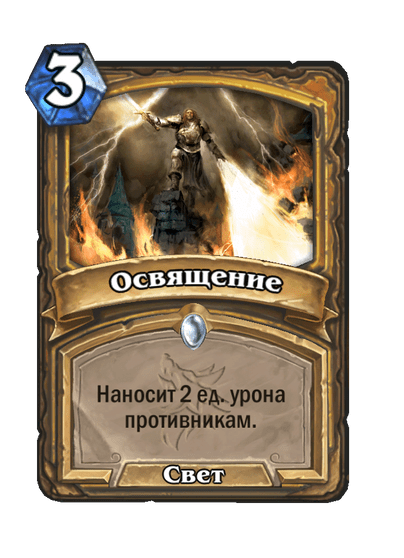 3
Освящение
Наносит 2 ед. урона
противникам.
Свет